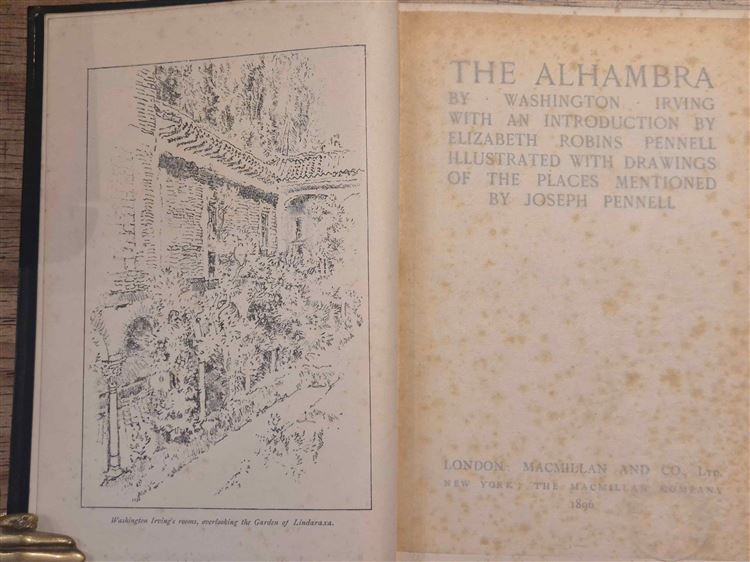 Washington Irving's rooms, overlooking the Garden of Lindaraxa.
THE ALHAMBRA
BY · WASHINGTON · IRVING
WITH AN INTRODUCTION BY
ELIZABETH ROBINS PENNELL
ILLUSTRATED WITH DRAWINGS
OF THE PLACES MENTIONED
BY JOSEPH PENNELL
LONDON: MACMILLAN AND CO., LTD.
NEW YORK: THE MACMILLAN COMPANY
1896